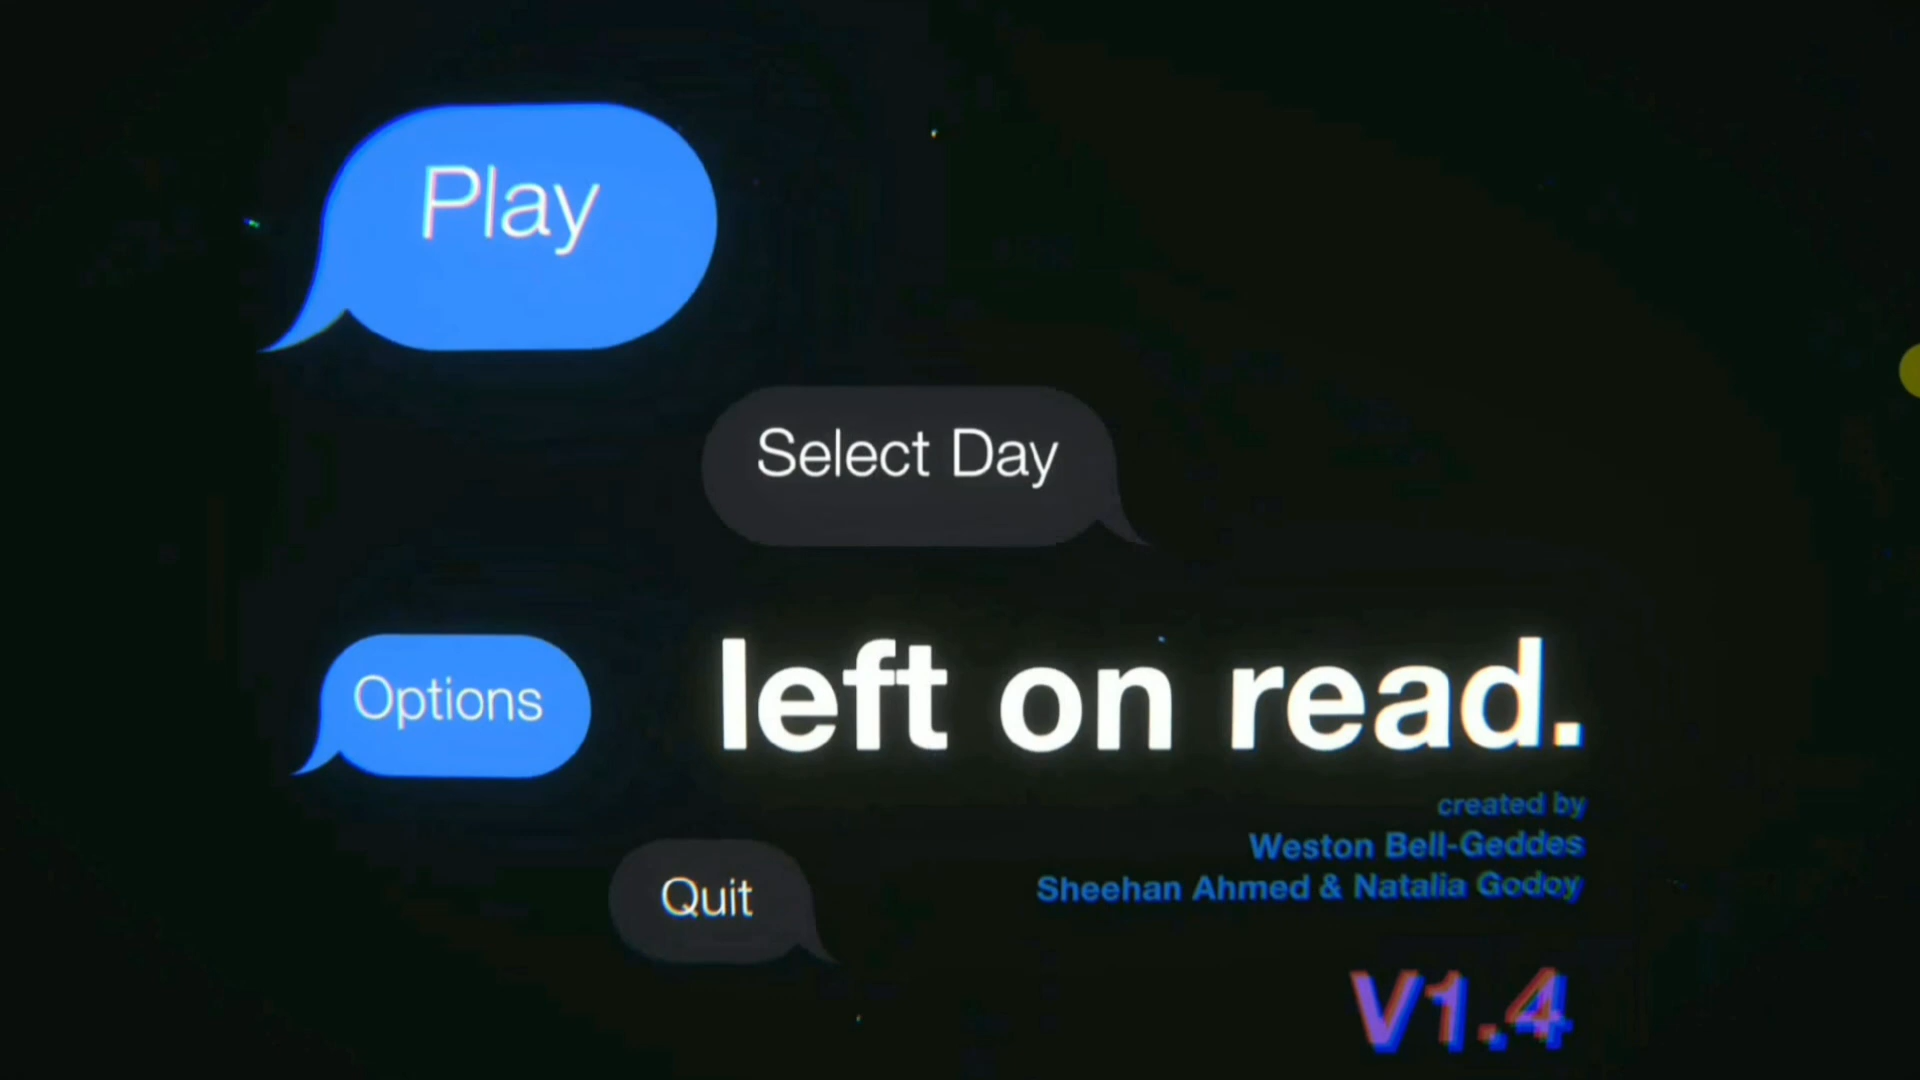 Play
Select Day
Options
left on read.
created by
Weston Bell-Geddes
Sheehan Ahmed & Natalia Godoy
Quit
V1.4